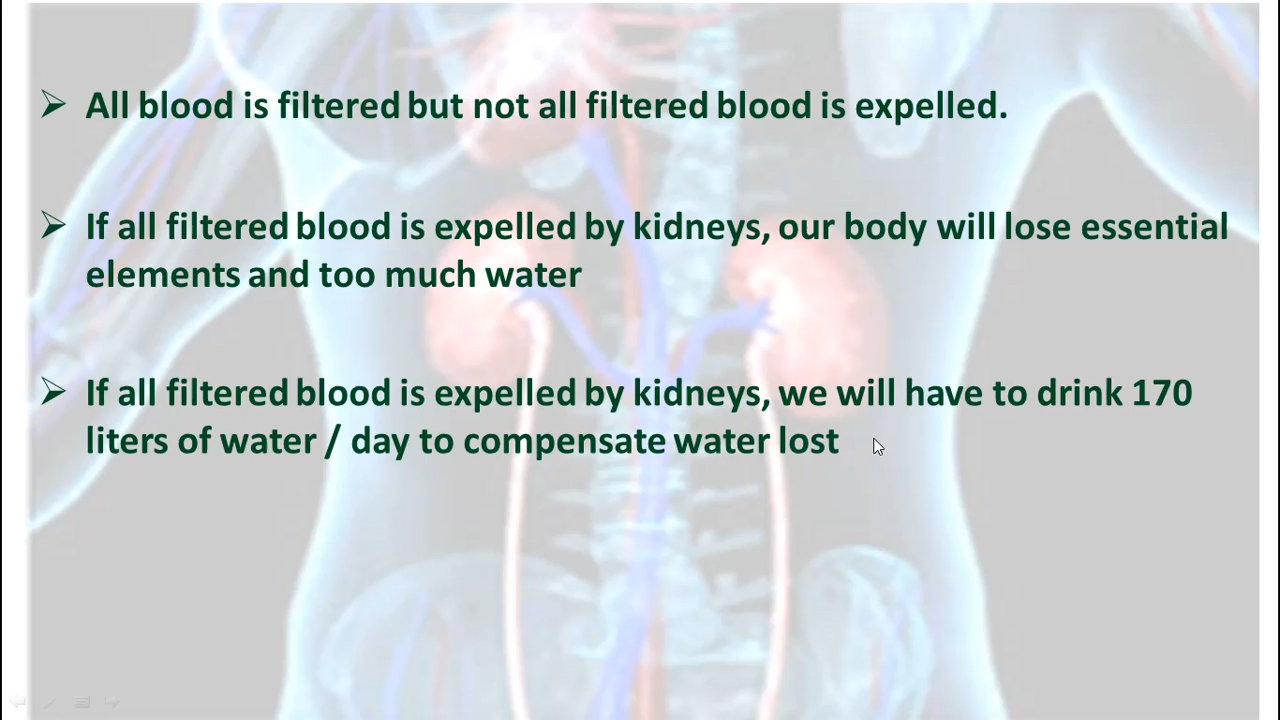 ➢ All blood is filtered but not all filtered blood is expelled.
➢ If all filtered blood is expelled by kidneys, our body will lose essential
elements and too much water
➢ If all filtered blood is expelled by kidneys, we will have to drink 170
liters of water / day to compensate water lost